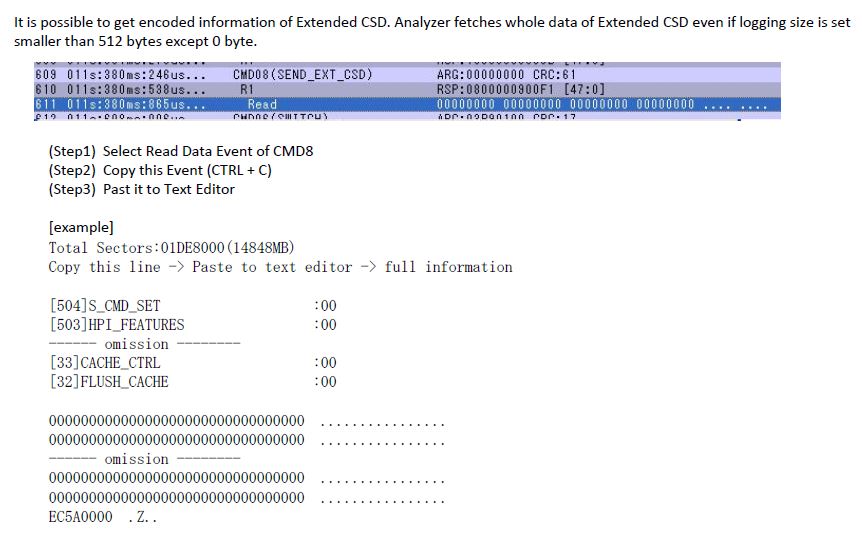 It is possible to get encoded information of Extended CSD. Analyzer fetches whole data of Extended CSD even if logging size is set
smaller than 512 bytes except 0 byte.
609 011s:380ms:246us... CMD08(SEND_EXT_CSD) ARG:00000000 CRC:61
610 011s:380ms:538us... R1 RSP:0800000900F1 [47:0]
611 011s:380ms:865us... Read 00000000 00000000 00000000 00000000 .... ....
(Step1) Select Read Data Event of CMD8
(Step2) Copy this Event (CTRL + C)
(Step3) Past it to Text Editor
[example]
Total Sectors:01DE8000(14848MB)
Copy this line -> Paste to text editor -> full information
[504]S_CMD_SET :00
[503]HPI_FEATURES :00
------ omission --------
[33]CACHE_CTRL :00
[32]FLUSH_CACHE :00
00000000000000000000000000000000 ................
00000000000000000000000000000000 ................
------ omission --------
00000000000000000000000000000000 ................
00000000000000000000000000000000 ................
EC5A0000 .Z..